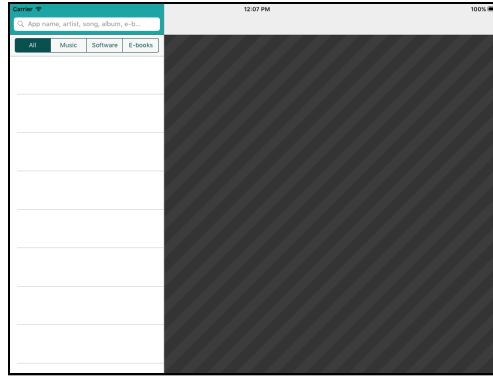 Carrier 12:07 PM 100%
App name, artist, song, album, e-b...
All Music Software E-books